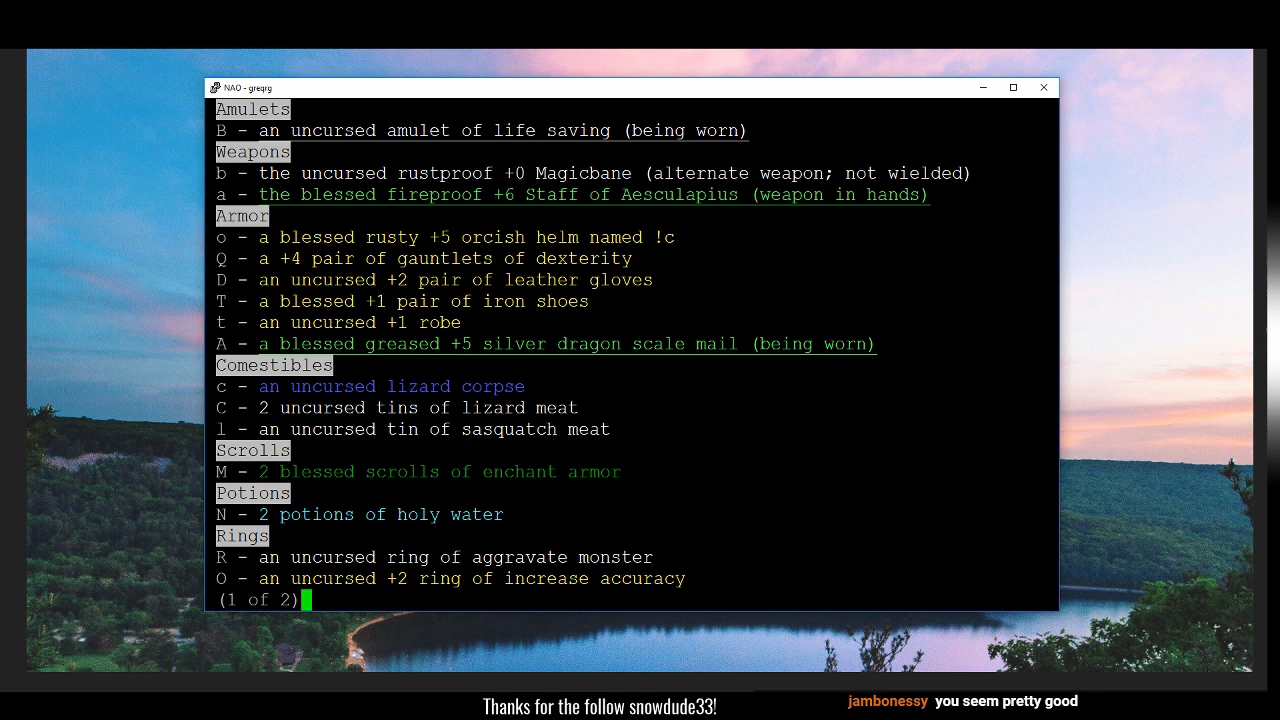 NAO - greqrg
Amulets
B - an uncursed amulet of life saving (being worn)
Weapons
b - the uncursed rustproof +0 Magicbane (alternate weapon; not wielded)
a - the blessed fireproof +6 Staff of Aesculapius (weapon in hands)
Armor
o - a blessed rusty +5 orcish helm named !c
Q - a +4 pair of gauntlets of dexterity
D - an uncursed +2 pair of leather gloves
T - a blessed +1 pair of iron shoes
t - an uncursed +1 robe
A - a blessed greased +5 silver dragon scale mail (being worn)
Comestibles
c - an uncursed lizard corpse
C - 2 uncursed tins of lizard meat
l - an uncursed tin of sasquatch meat
Scrolls
M - 2 blessed scrolls of enchant armor
Potions
N - 2 potions of holy water
Rings
R - an uncursed ring of aggravate monster
O - an uncursed +2 ring of increase accuracy
(1 of 2)
Thanks for the follow snowdude33!
jambonessy you seem pretty good